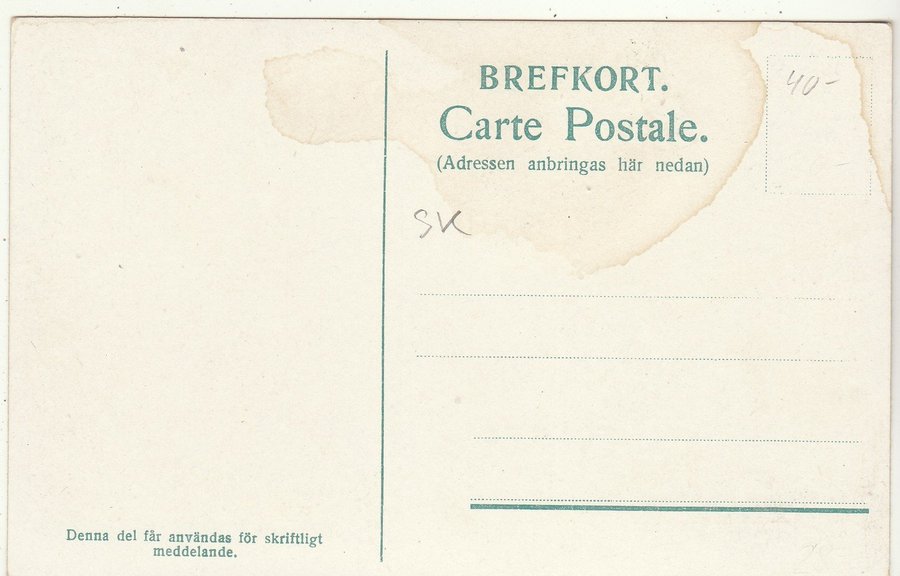 BREFKORT.
Carte Postale.
(Adressen anbringas här nedan)
40-
SK
Denna del får användas för skriftligt
meddelande.